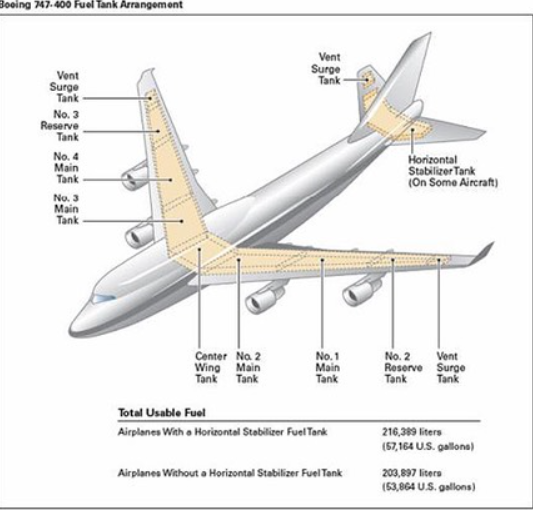 Boeing 747-400 Fuel Tank Arrangement
Vent
Surge
Tank
Vent
Surge
Tank
No. 3
Reserve
Tank
No. 4
Main
Tank
No. 3
Main
Tank
Horizontal
Stabilizer Tank
(On Some Aircraft)
Center
Wing
Tank
No. 2
Main
Tank
No. 1
Main
Tank
No. 2
Reserve
Tank
Vent
Surge
Tank
Total Usable Fuel
Airplanes With a Horizontal Stabilizer Fuel Tank
216,389 liters
(57,164 U.S. gallons)
Airplanes Without a Horizontal Stabilizer Fuel Tank
203,897 liters
(53,864 U.S. gallons)